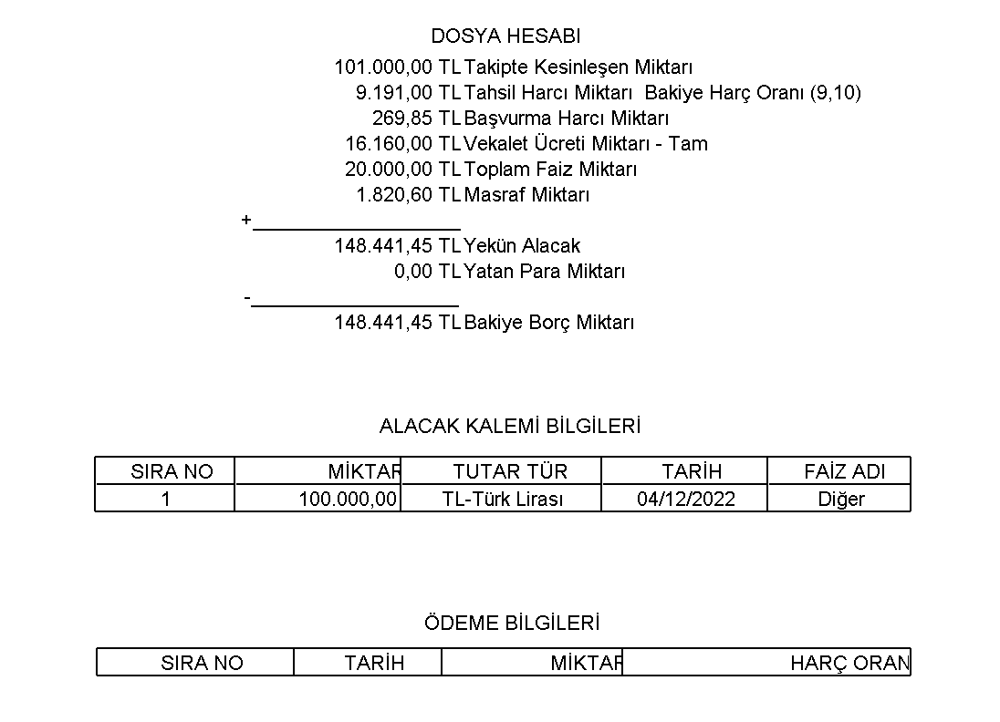 DOSYA HESABI
101.000,00 TL Takipte Kesinleşen Miktarı
9.191,00 TL Tahsil Harcı Miktarı  Bakiye Harç Oranı (9,10)
269,85 TL Başvurma Harcı Miktarı
16.160,00 TL Vekalet Ücreti Miktarı - Tam
20.000,00 TL Toplam Faiz Miktarı
1.820,60 TL Masraf Miktarı
+
148.441,45 TL Yekün Alacak
0,00 TL Yatan Para Miktarı
-
148.441,45 TL Bakiye Borç Miktarı
ALACAK KALEMİ BİLGİLERİ
SIRA NO MİKTAR TUTAR TÜR TARİH FAİZ ADI
1 100.000,00 TL-Türk Lirası 04/12/2022 Diğer
ÖDEME BİLGİLERİ
SIRA NO TARİH MİKTAR HARÇ ORAN